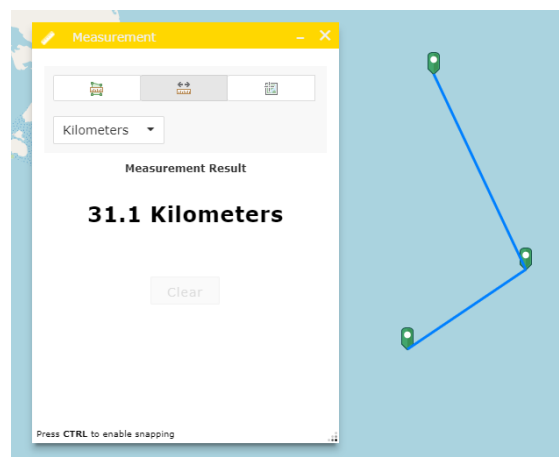 Measurement
Kilometers
Measurement Result
31.1 Kilometers
Clear
Press CTRL to enable snapping